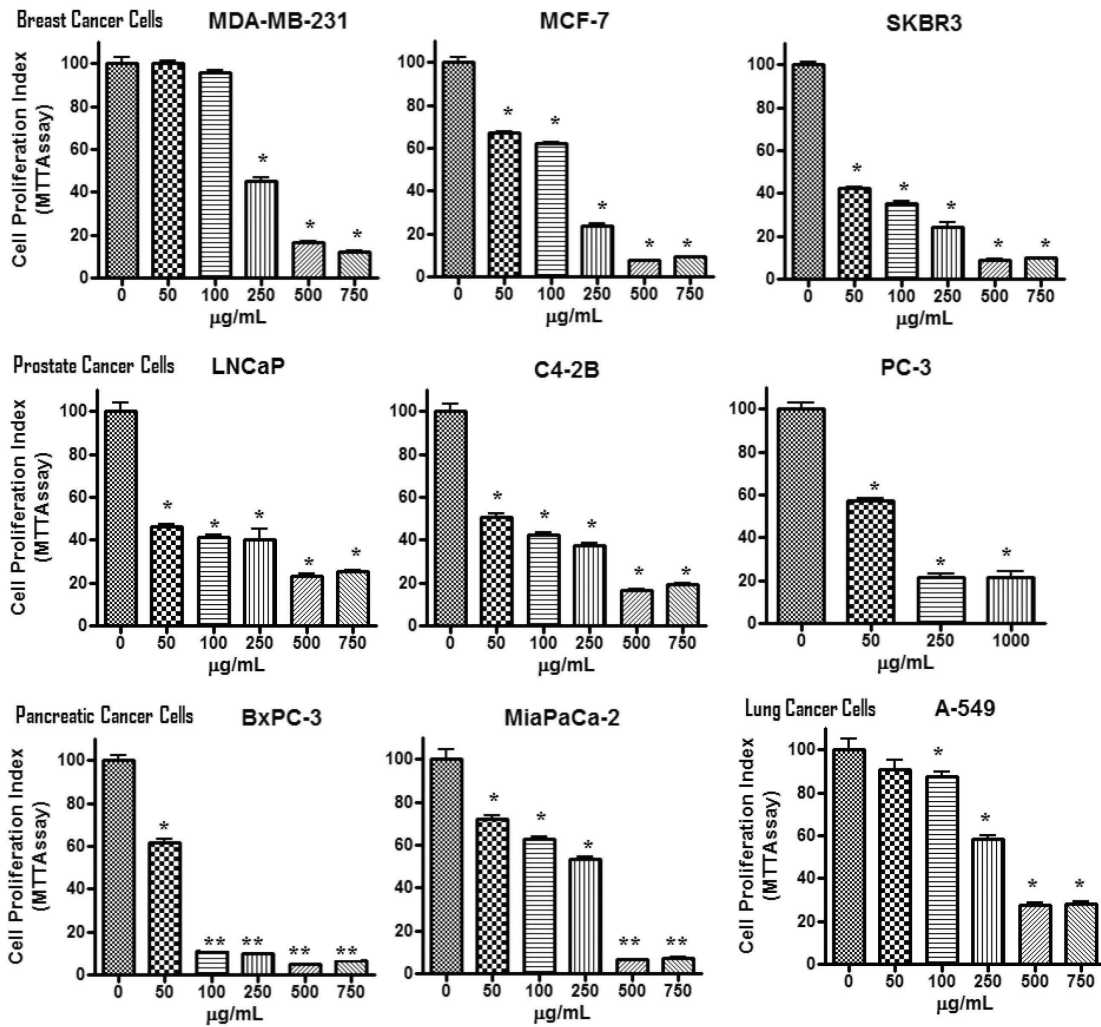 Breast Cancer Cells MDA-MB-231 MCF-7 SKBR3
Cell Proliferation Index
(MTTAssay)
100
80
60
40
20
0
* * *
0 50 100 250 500 750
μg/mL
100
80
60
40
20
0
* * * * *
0 50 100 250 500 750
μg/mL
100
80
60
40
20
0
* * * * *
0 50 100 250 500 750
μg/mL
Prostate Cancer Cells LNCaP C4-2B PC-3
Cell Proliferation Index
(MTTAssay)
100
80
60
40
20
0
* * * * *
0 50 100 250 500 750
μg/mL
100
80
60
40
20
0
* * * * *
0 50 100 250 500 750
μg/mL
100
80
60
40
20
0
* * *
0 50 250 1000
μg/mL
Pancreatic Cancer Cells BxPC-3 MiaPaCa-2 Lung Cancer Cells A-549
Cell Proliferation Index
(MTTAssay)
100
80
60
40
20
0
* ** ** ** **
0 50 100 250 500 750
μg/mL
100
80
60
40
20
0
* * * ** **
0 50 100 250 500 750
μg/mL
Cell Proliferation Index
(MTTAssay)
100
80
60
40
20
0
* * * *
0 50 100 250 500 750
μg/mL